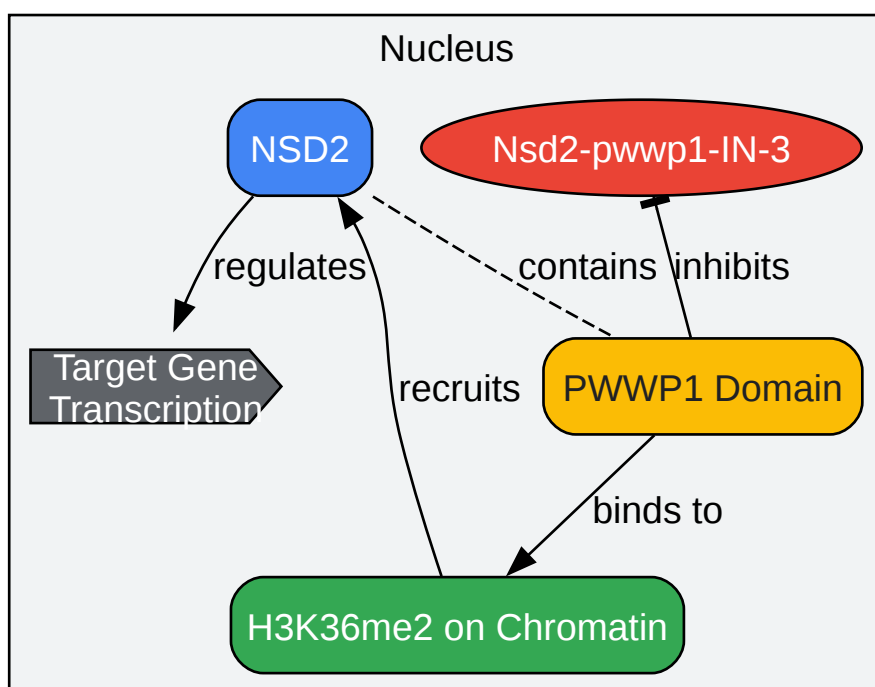 Nucleus
NSD2
Nsd2-pwwp1-IN-3
regulates
contains
inhibits
Target Gene
Transcription
recruits
PWWP1 Domain
binds to
H3K36me2 on Chromatin